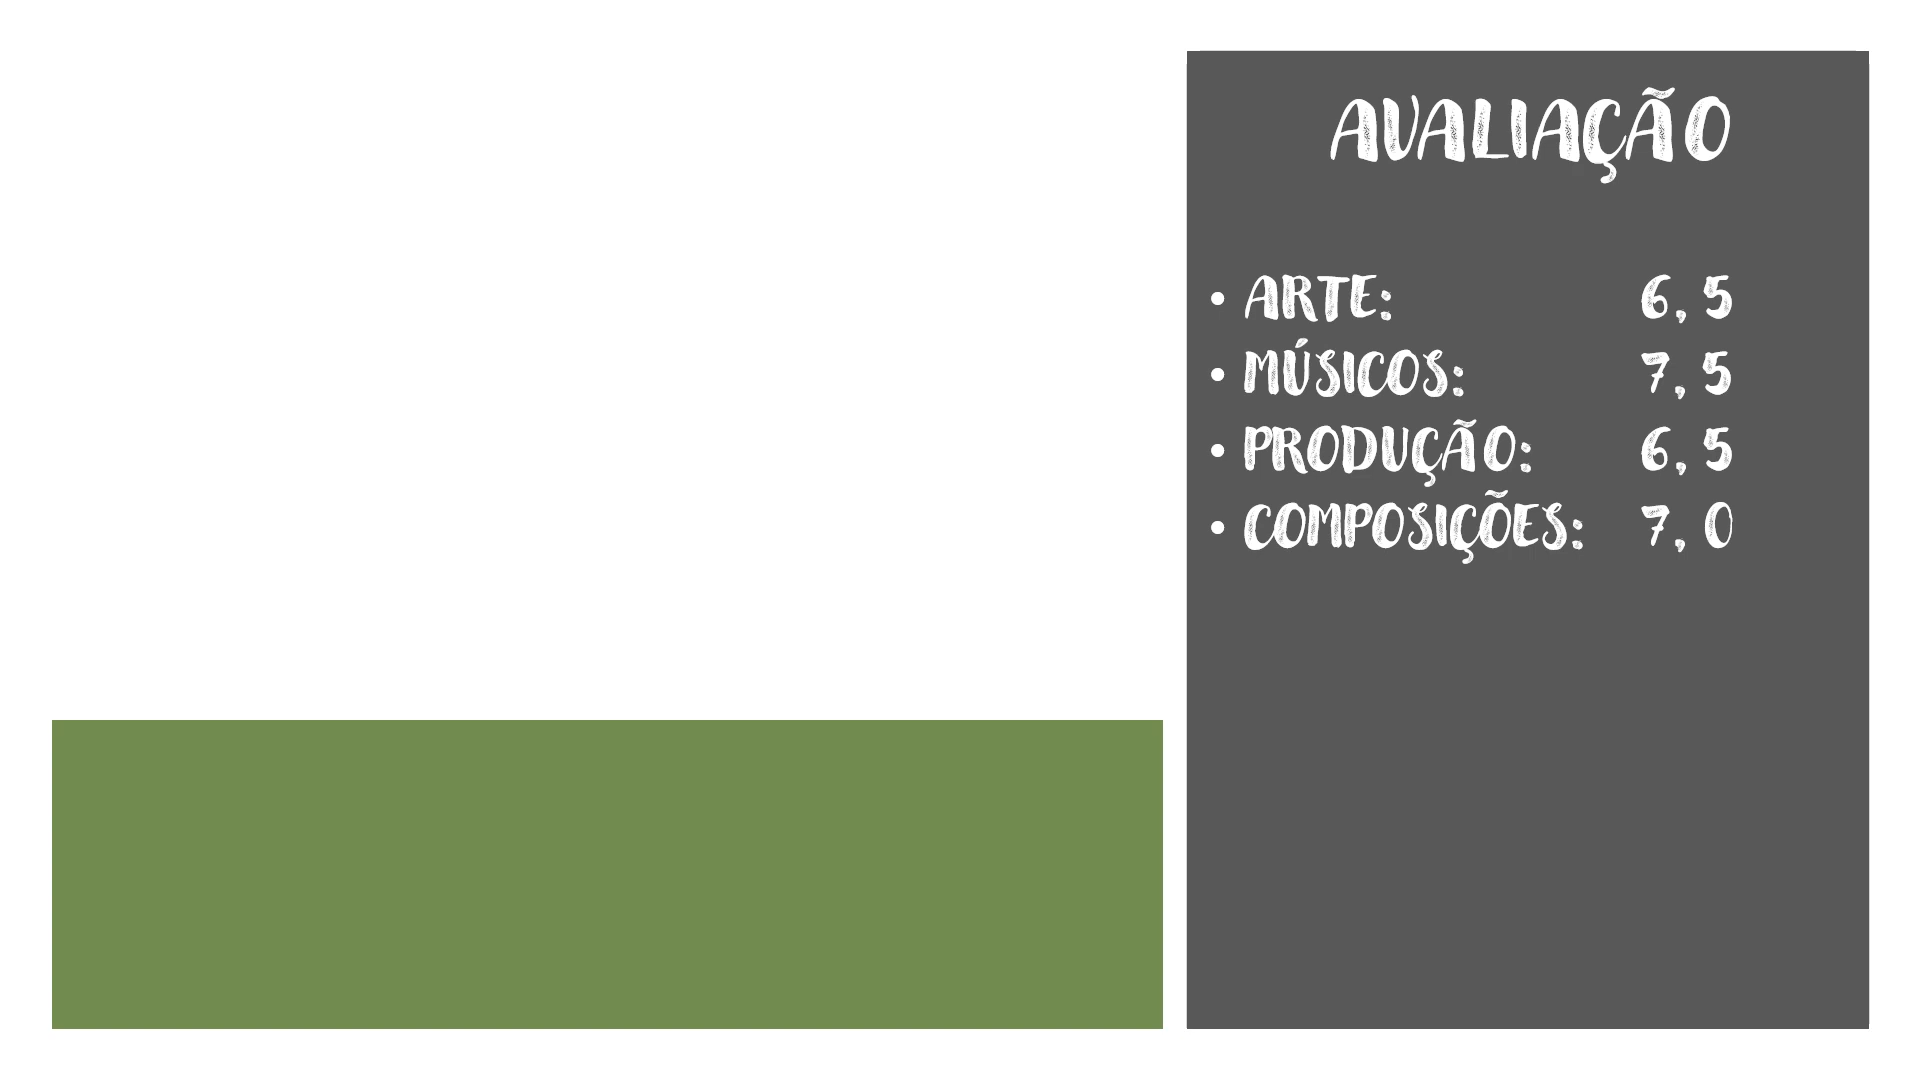 AVALIAÇÃO
• ARTE: 6, 5
• MÚSICOS: 7, 5
• PRODUÇÃO: 6, 5
• COMPOSIÇÕES: 7, 0